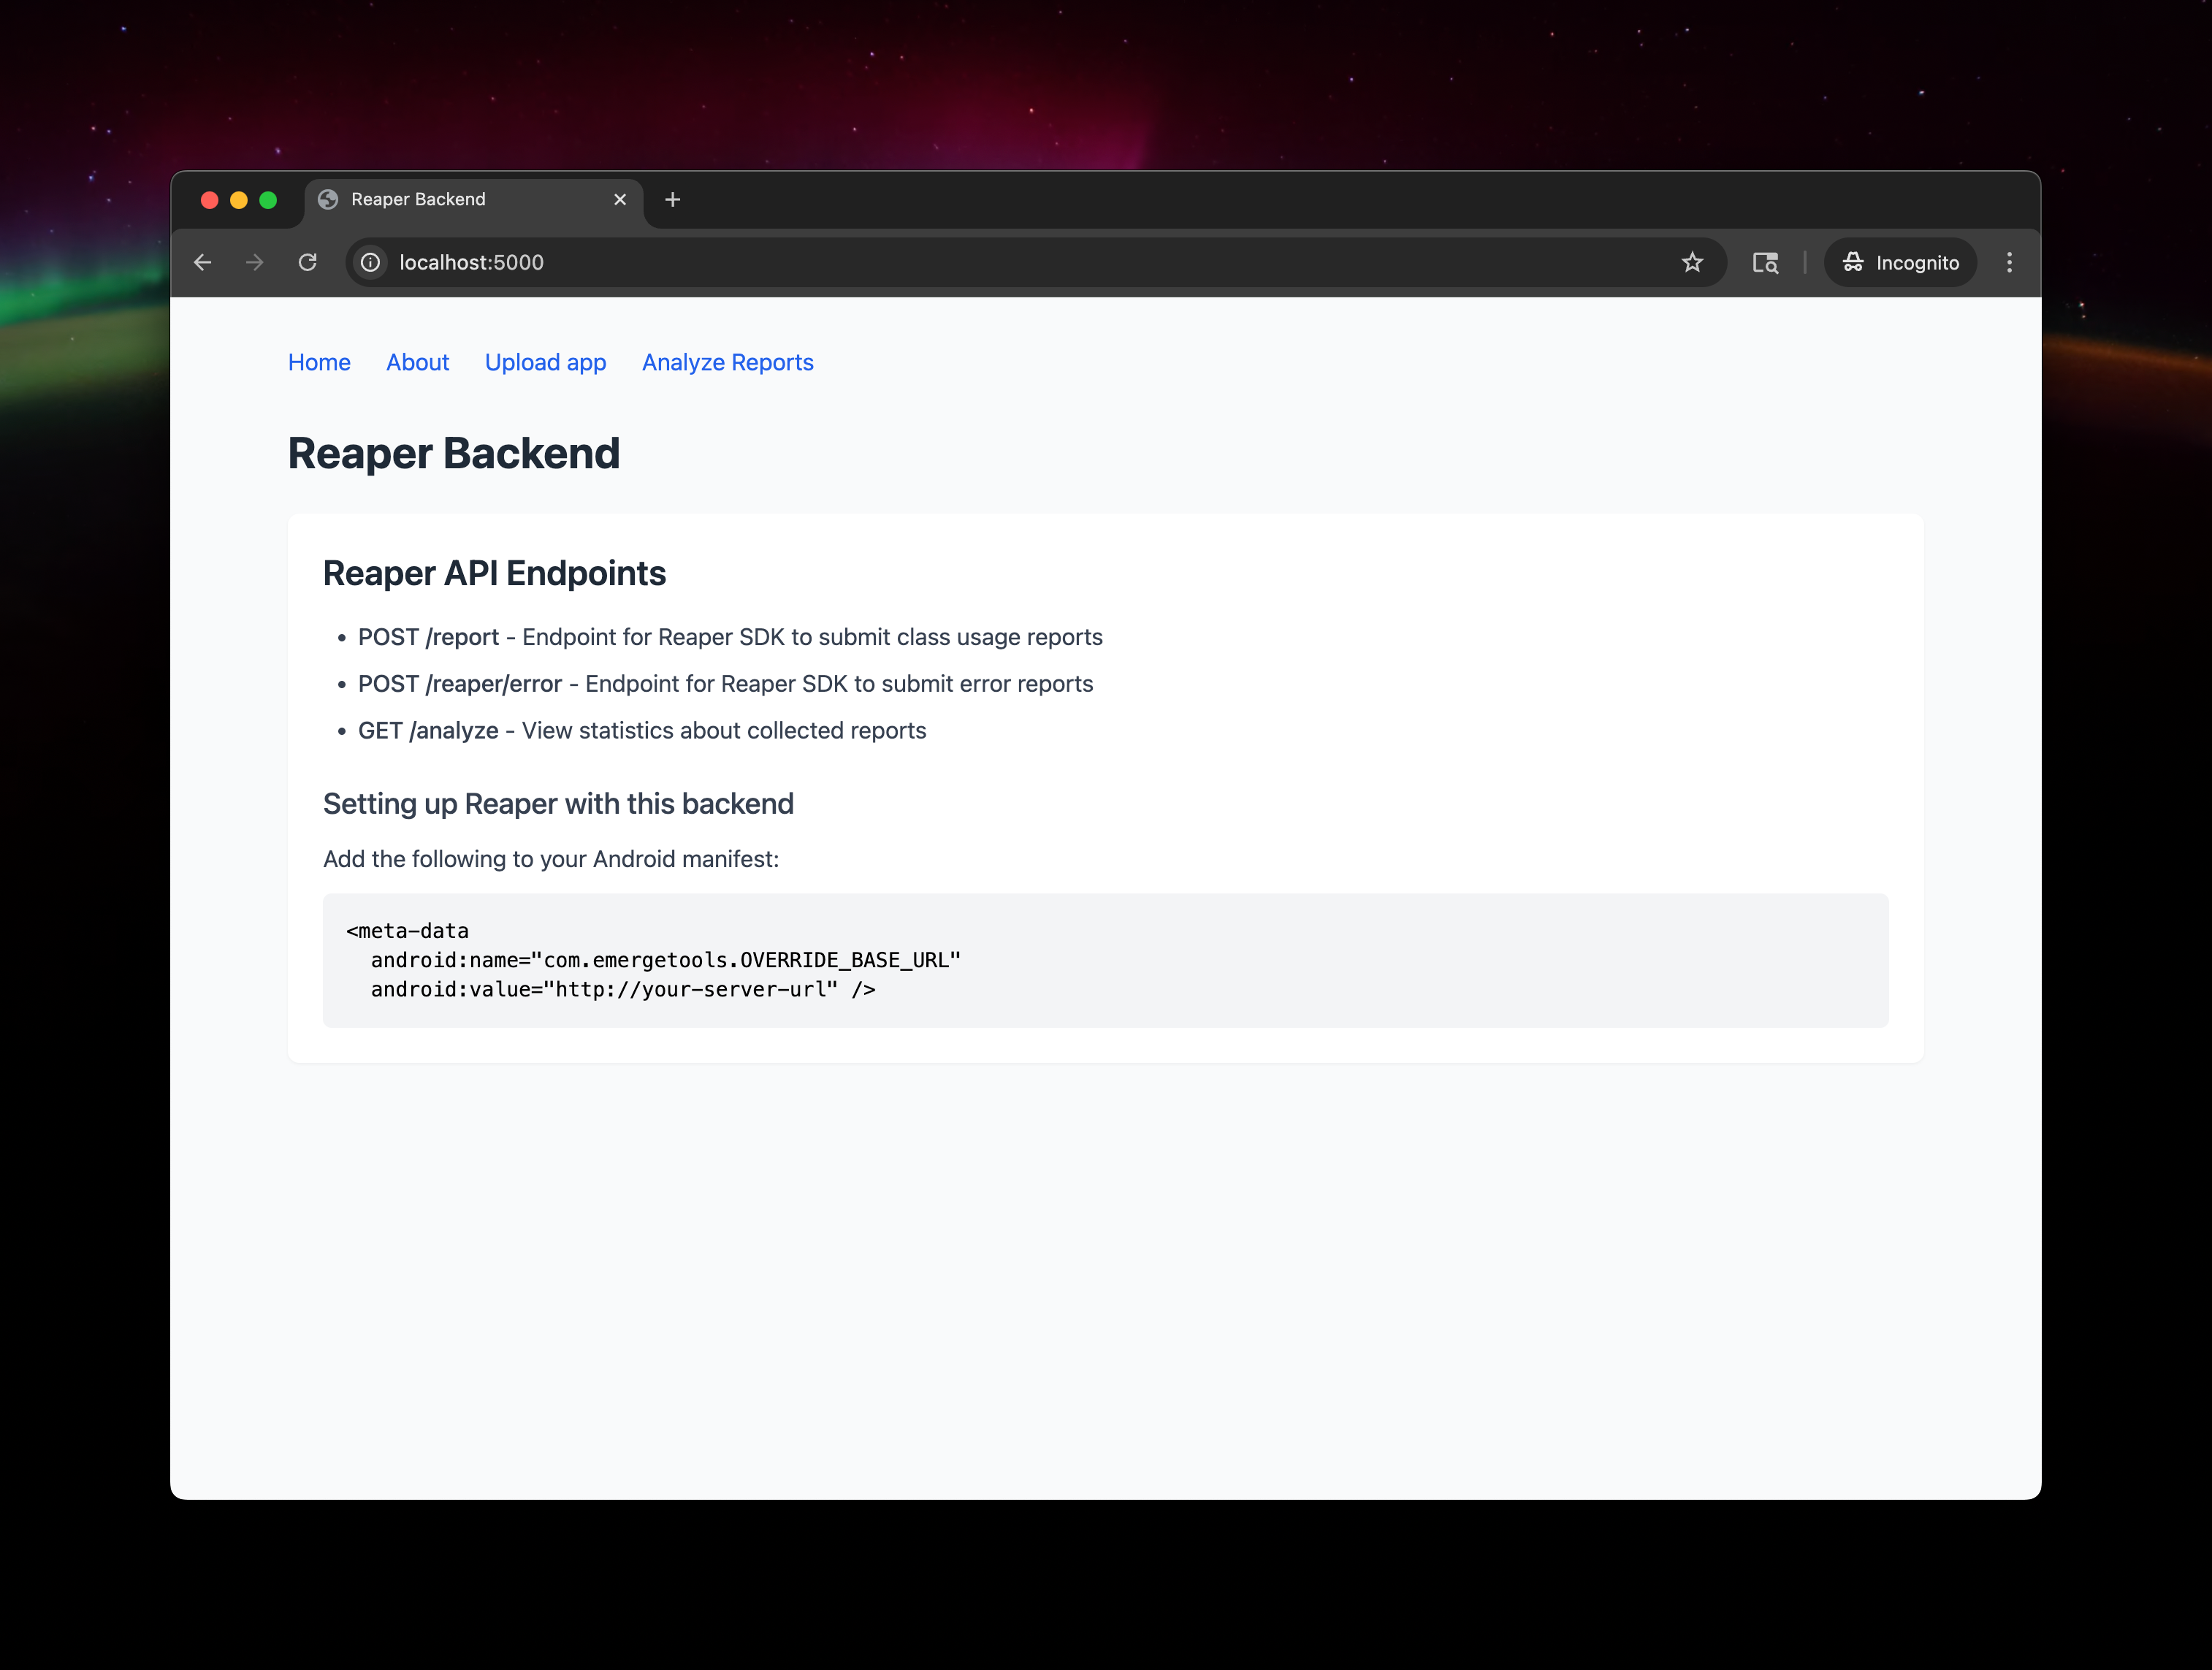 Reaper Backend
localhost:5000
Incognito
Home About Upload app Analyze Reports
Reaper Backend
Reaper API Endpoints
• POST /report - Endpoint for Reaper SDK to submit class usage reports
• POST /reaper/error - Endpoint for Reaper SDK to submit error reports
• GET /analyze - View statistics about collected reports
Setting up Reaper with this backend
Add the following to your Android manifest:
<meta-data
  android:name="com.emergetools.OVERRIDE_BASE_URL"
  android:value="http://your-server-url" />